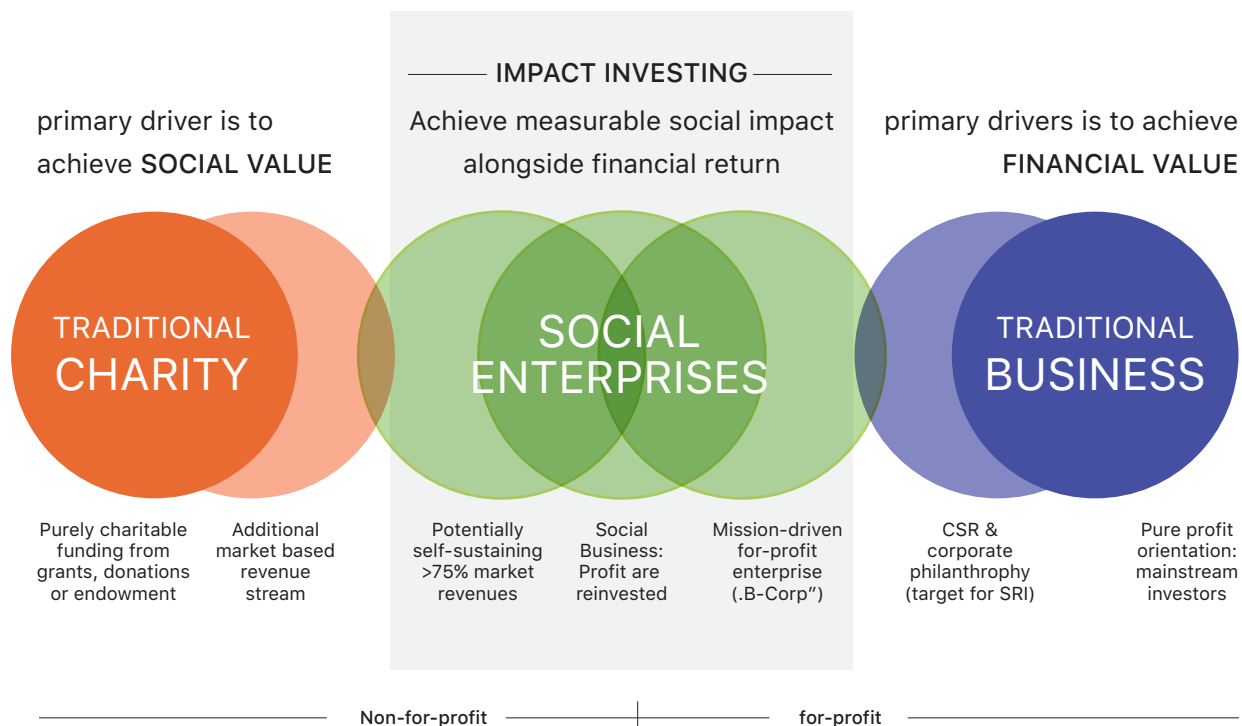 IMPACT INVESTING
primary driver is to
achieve SOCIAL VALUE
Achieve measurable social impact
alongside financial return
primary drivers is to achieve
FINANCIAL VALUE
TRADITIONAL
CHARITY
SOCIAL
ENTERPRISES
TRADITIONAL
BUSINESS
Purely charitable
funding from
grants, donations
or endowment
Additional
market based
revenue
stream
Potentially
self-sustaining
>75% market
revenues
Social
Business:
Profit are
reinvested
Mission-driven
for-profit
enterprise
(.B-Corp”)
CSR &
corporate
philanthrophy
(target for SRI)
Pure profit
orientation:
mainstream
investors
Non-for-profit
for-profit